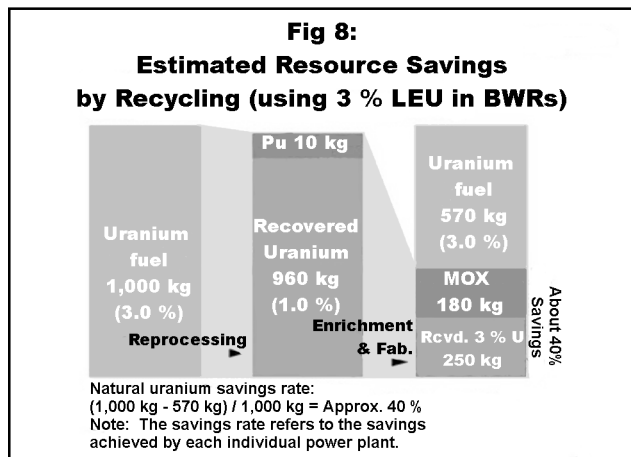 Fig 8:
Estimated Resource Savings
by Recycling (using 3 % LEU in BWRs)
Uranium
fuel
1,000 kg
(3.0 %)
Reprocessing
Pu 10 kg
Recovered
Uranium
960 kg
(1.0 %)
Enrichment
& Fab.
Uranium
fuel
570 kg
(3.0 %)
MOX
180 kg
Rcvd. 3 % U
250 kg
About 40%
Savings
Natural uranium savings rate:
(1,000 kg - 570 kg) / 1,000 kg = Approx. 40 %
Note: The savings rate refers to the savings
achieved by each individual power plant.